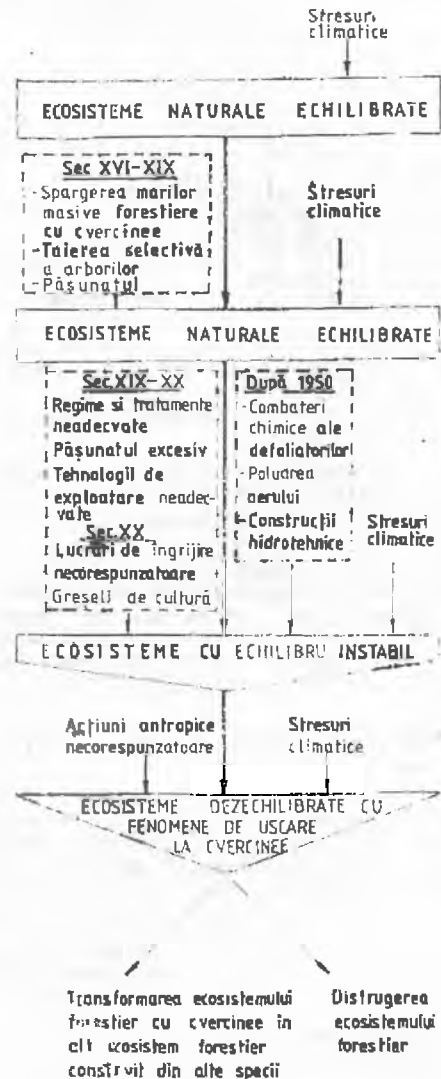 Stresuri
climatice
ECOSISTEME NATURALE ECHILIBRATE
Sec XVI-XIX
-Spargerea marilor
masive forestiere
cu cvercinee
-Taierea selectivă
a arborilor
-Păşunatul
Stresuri
climatice
ECOSISTEME NATURALE ECHILIBRATE
Sec.XIX-XX
Regime si tratamente
neadecvate
Păşunatul excesiv
Tehnologii de
exploatare neadec-
vate
Sec.XX
Lucrari de îngrijire
necorespunzatoare
Greseli de cultură
După 1950
-Combateri
chimice ale
defoliatorilor
-Poluarea
aerului
-Construcţii
hidrotehnice
Stresuri
climatice
ECOSISTEME CU ECHILIBRU INSTABIL
Acţiuni antropice
necorespunzatoare
Stresuri
climatice
ECOSISTEME DEZECHILIBRATE CU
FENOMENE DE USCARE
LA CVERCINEE
Transformarea ecosistemului
forestier cu cvercinee în
alt ecosistem forestier
construit din alte specii
Distrugerea
ecosistemului
forestier